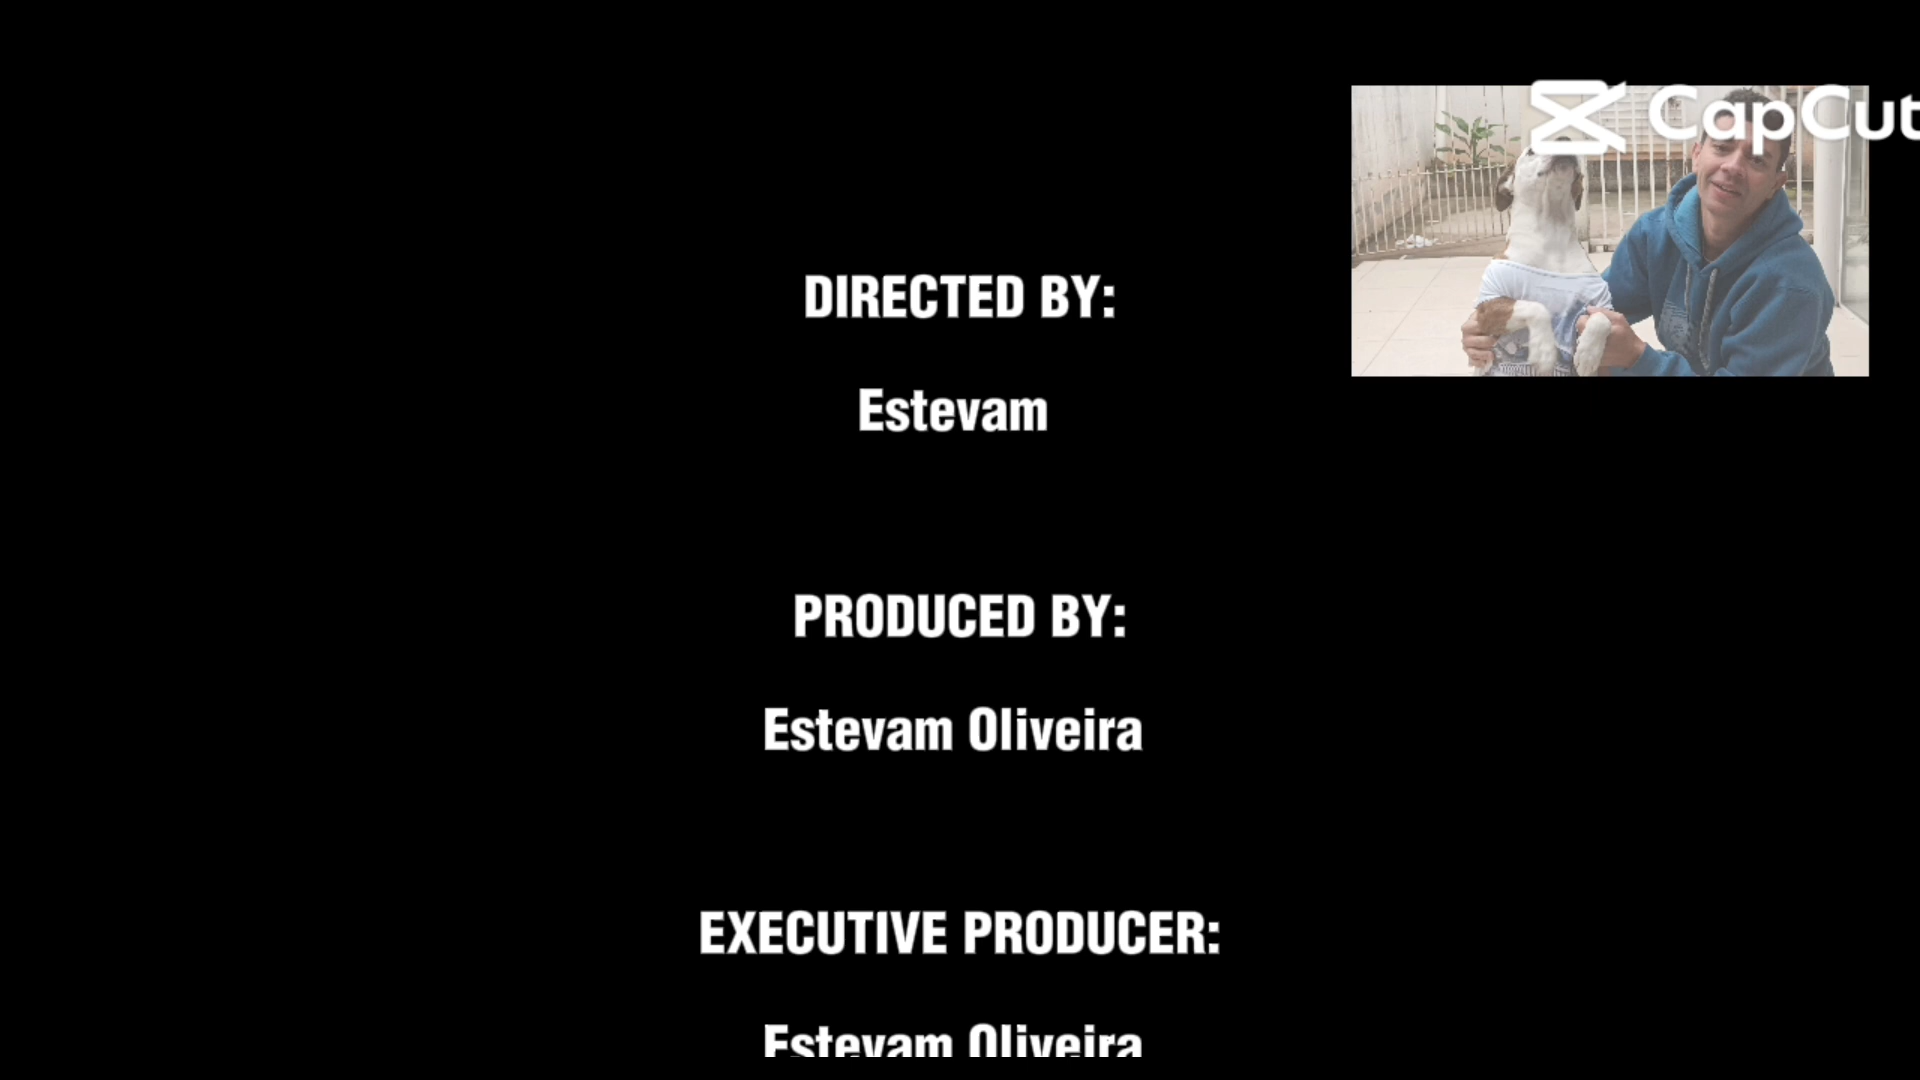 CapCut
DIRECTED BY:
Estevam
PRODUCED BY:
Estevam Oliveira
EXECUTIVE PRODUCER:
Estevam Oliveira